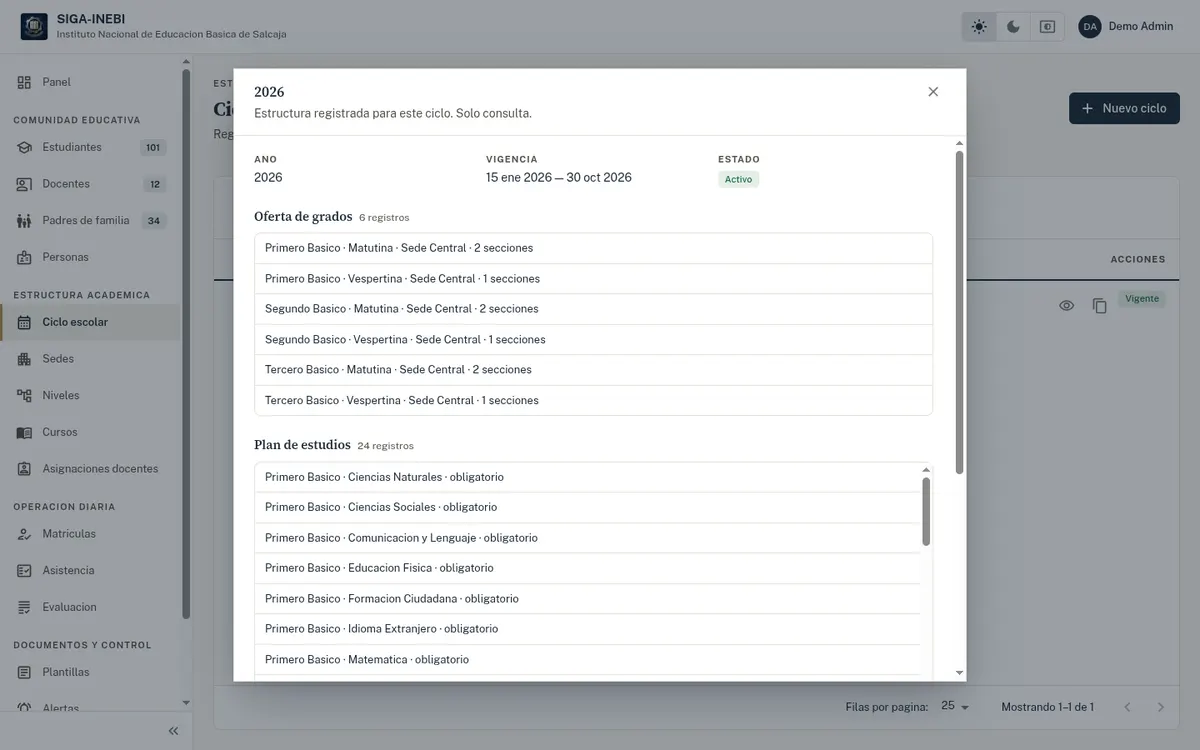 SIGA-INEBI
Instituto Nacional de Educacion Basica de Salcaja
DA
Demo Admin
Panel
COMUNIDAD EDUCATIVA
Estudiantes 101
Docentes 12
Padres de familia 34
Personas
ESTRUCTURA ACADEMICA
Ciclo escolar
Sedes
Niveles
Cursos
Asignaciones docentes
OPERACION DIARIA
Matriculas
Asistencia
Evaluacion
DOCUMENTOS Y CONTROL
Plantillas
Alertas
Nuevo ciclo
ACCIONES
Vigente
2026
Estructura registrada para este ciclo. Solo consulta.
ANO VIGENCIA ESTADO
2026 15 ene 2026 — 30 oct 2026 Activo
Oferta de grados 6 registros
Primero Basico · Matutina · Sede Central · 2 secciones
Primero Basico · Vespertina · Sede Central · 1 secciones
Segundo Basico · Matutina · Sede Central · 2 secciones
Segundo Basico · Vespertina · Sede Central · 1 secciones
Tercero Basico · Matutina · Sede Central · 2 secciones
Tercero Basico · Vespertina · Sede Central · 1 secciones
Plan de estudios 24 registros
Primero Basico · Ciencias Naturales · obligatorio
Primero Basico · Ciencias Sociales · obligatorio
Primero Basico · Comunicacion y Lenguaje · obligatorio
Primero Basico · Educacion Fisica · obligatorio
Primero Basico · Formacion Ciudadana · obligatorio
Primero Basico · Idioma Extranjero · obligatorio
Primero Basico · Matematica · obligatorio
Filas por pagina: 25 Mostrando 1–1 de 1